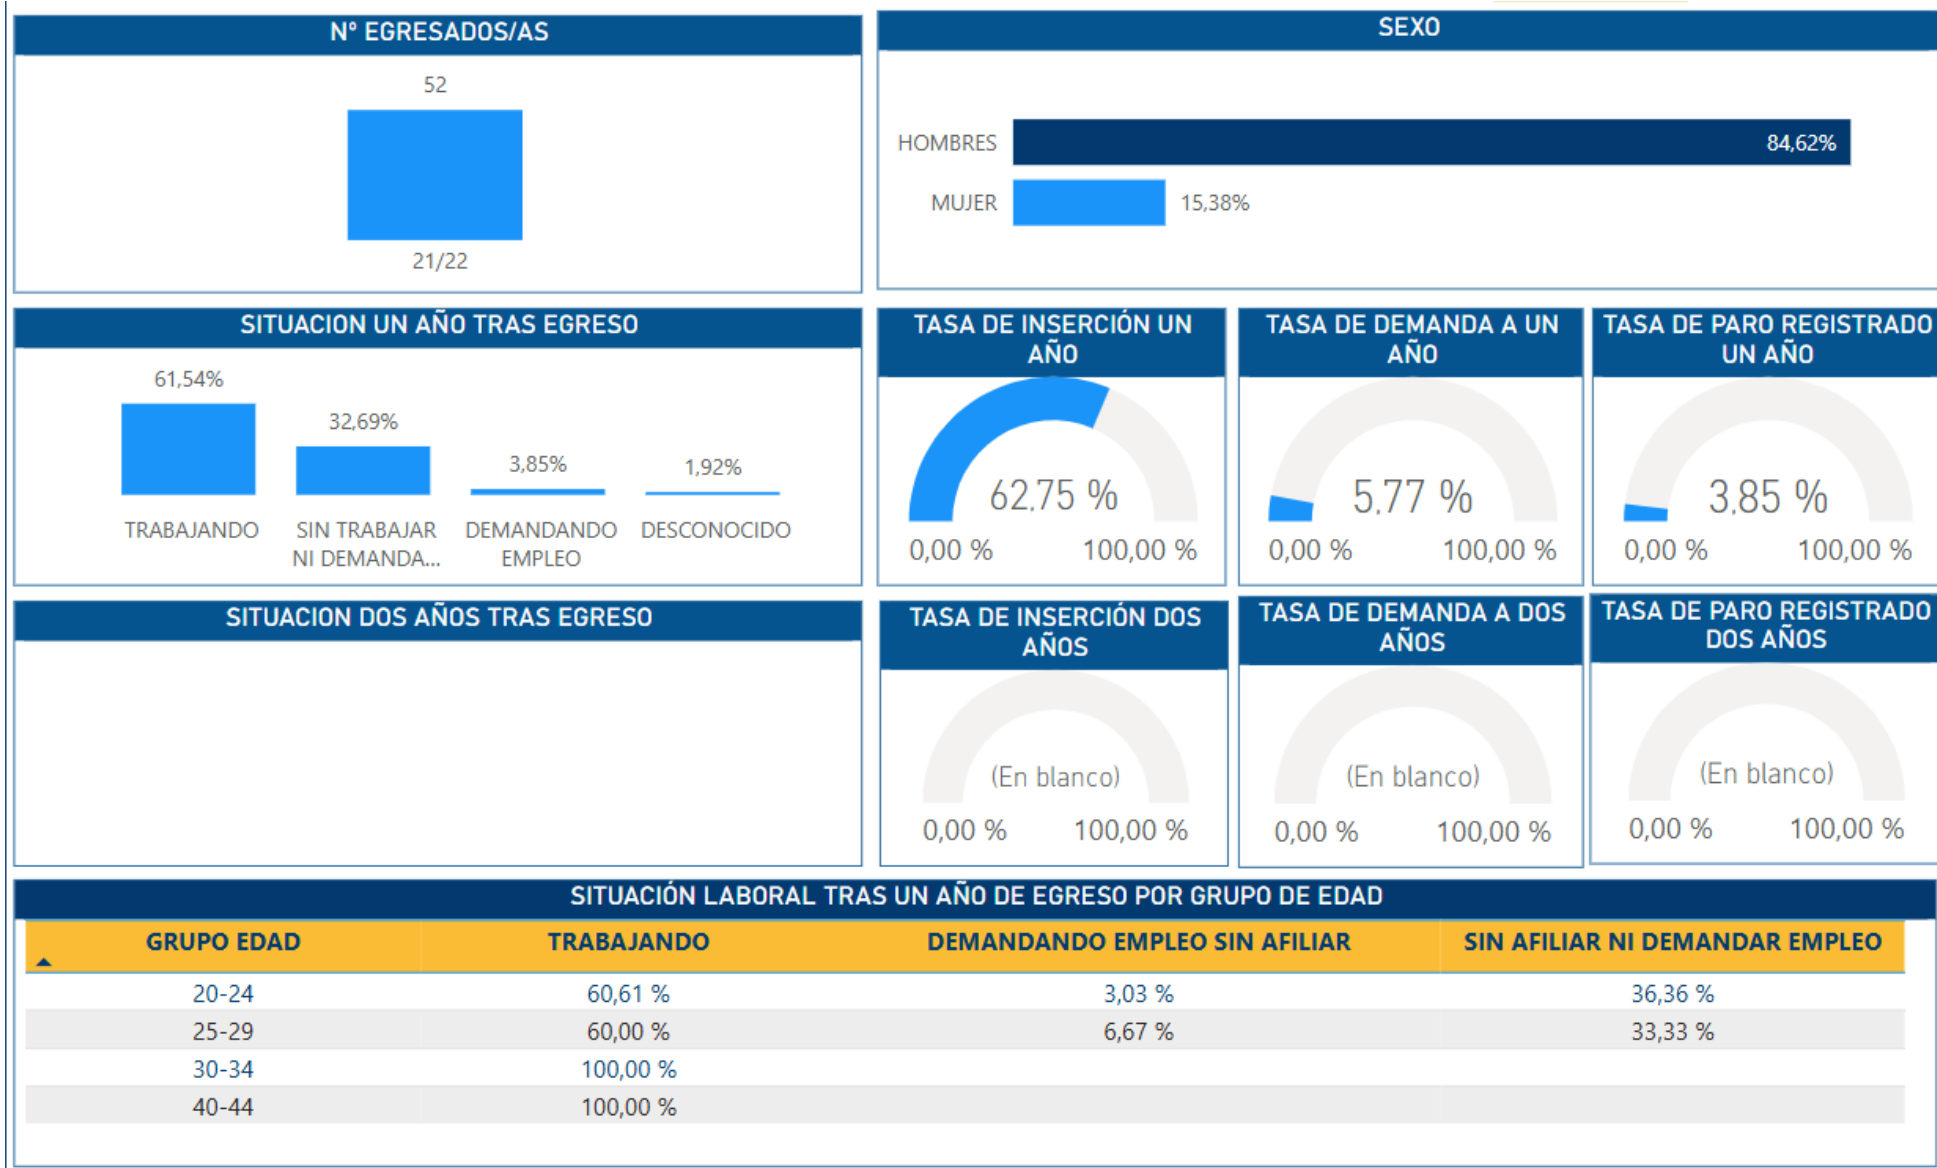 Nº EGRESADOS/AS
52
21/22
SEXO
HOMBRES
84,62%
MUJER
15,38%
SITUACION UN AÑO TRAS EGRESO
61,54%
32,69%
3,85%
1,92%
TRABAJANDO
SIN TRABAJAR
NI DEMANDA...
DEMANDANDO
EMPLEO
DESCONOCIDO
TASA DE INSERCIÓN UN
AÑO
62,75 %
0,00 %
100,00 %
TASA DE DEMANDA A UN
AÑO
5,77 %
0,00 %
100,00 %
TASA DE PARO REGISTRADO
UN AÑO
3,85 %
0,00 %
100,00 %
SITUACION DOS AÑOS TRAS EGRESO
TASA DE INSERCIÓN DOS
AÑOS
(En blanco)
0,00 %
100,00 %
TASA DE DEMANDA A DOS
AÑOS
(En blanco)
0,00 %
100,00 %
TASA DE PARO REGISTRADO
DOS AÑOS
(En blanco)
0,00 %
100,00 %
SITUACIÓN LABORAL TRAS UN AÑO DE EGRESO POR GRUPO DE EDAD
GRUPO EDAD TRABAJANDO DEMANDANDO EMPLEO SIN AFILIAR SIN AFILIAR NI DEMANDAR EMPLEO
20-24 60,61 % 3,03 % 36,36 %
25-29 60,00 % 6,67 % 33,33 %
30-34 100,00 %
40-44 100,00 %